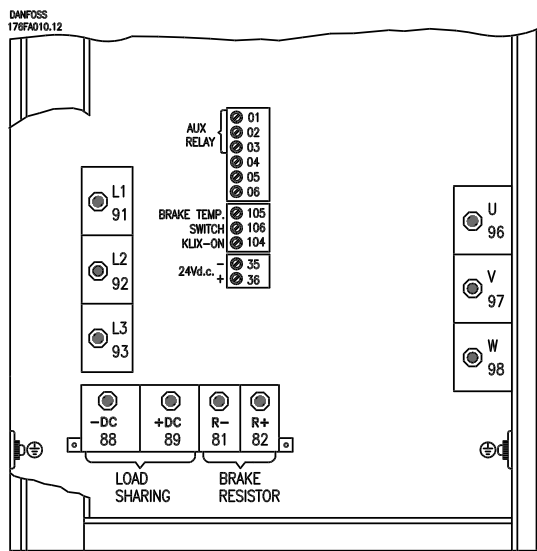 DANFOSS
176FA010.12
AUX
RELAY
01
02
03
04
05
06
BRAKE TEMP.
SWITCH
KLIX-ON
105
106
104
24Vd.c.
-
+
35
36
L1
91
L2
92
L3
93
U
96
V
97
W
98
-DC
88
+DC
89
R-
81
R+
82
LOAD
SHARING
BRAKE
RESISTOR